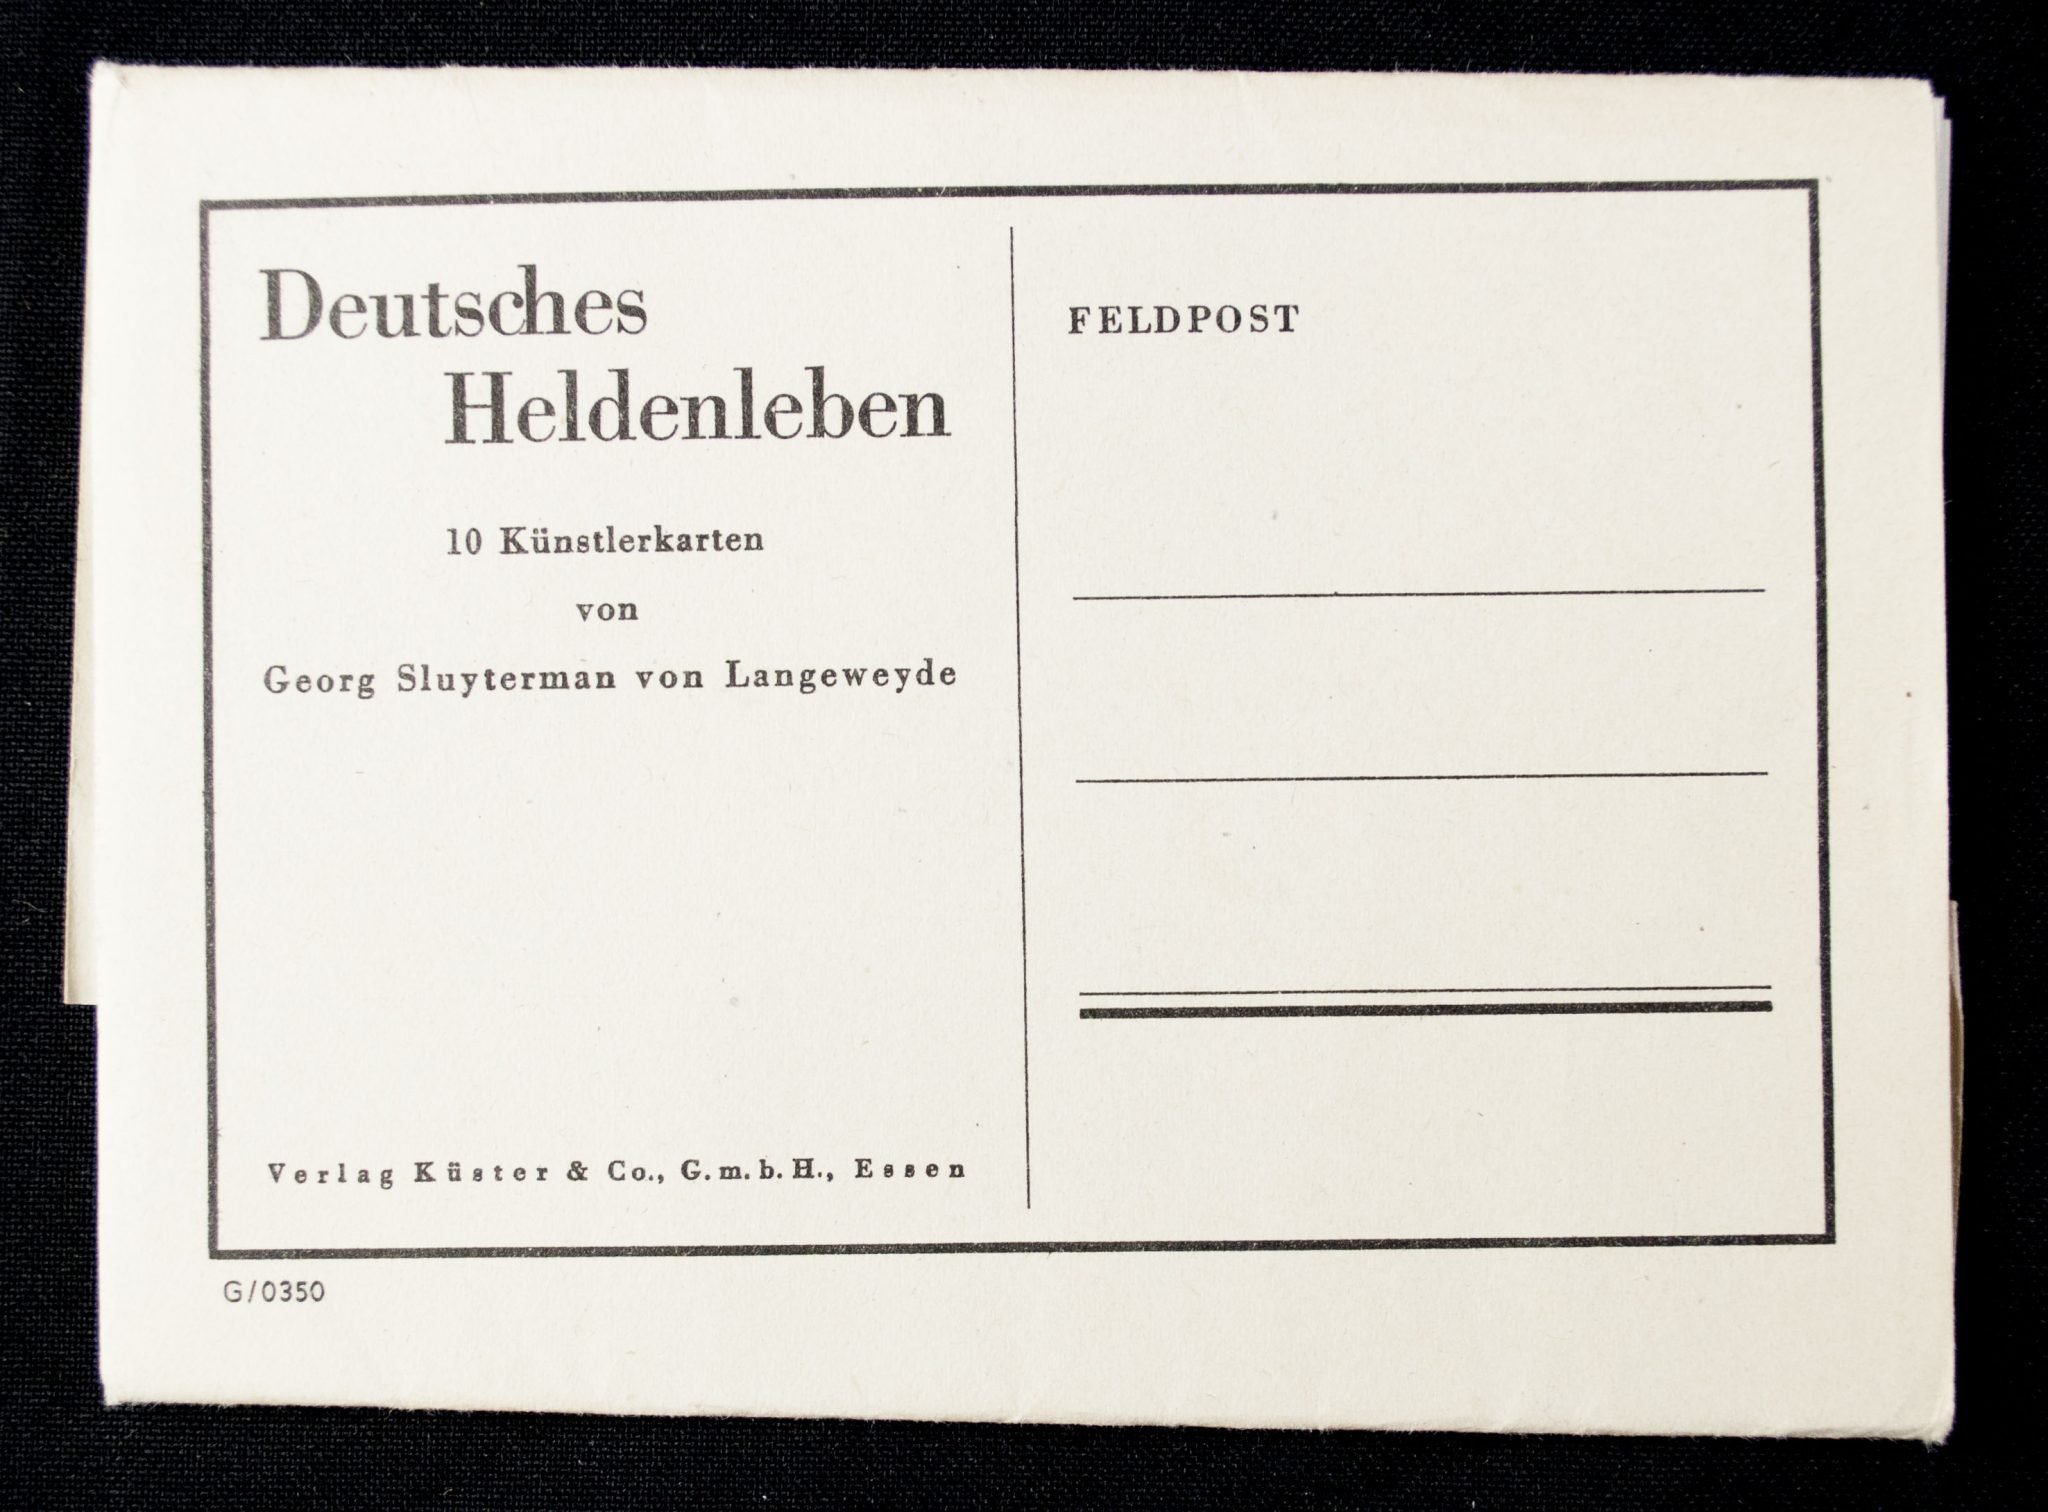 Deutsches
Heldenleben
10 Künstlerkarten
von
Georg Sluyterman von Langeweyde
Verlag Küster & Co., G.m.b.H., Essen
FELDPOST
G/0350